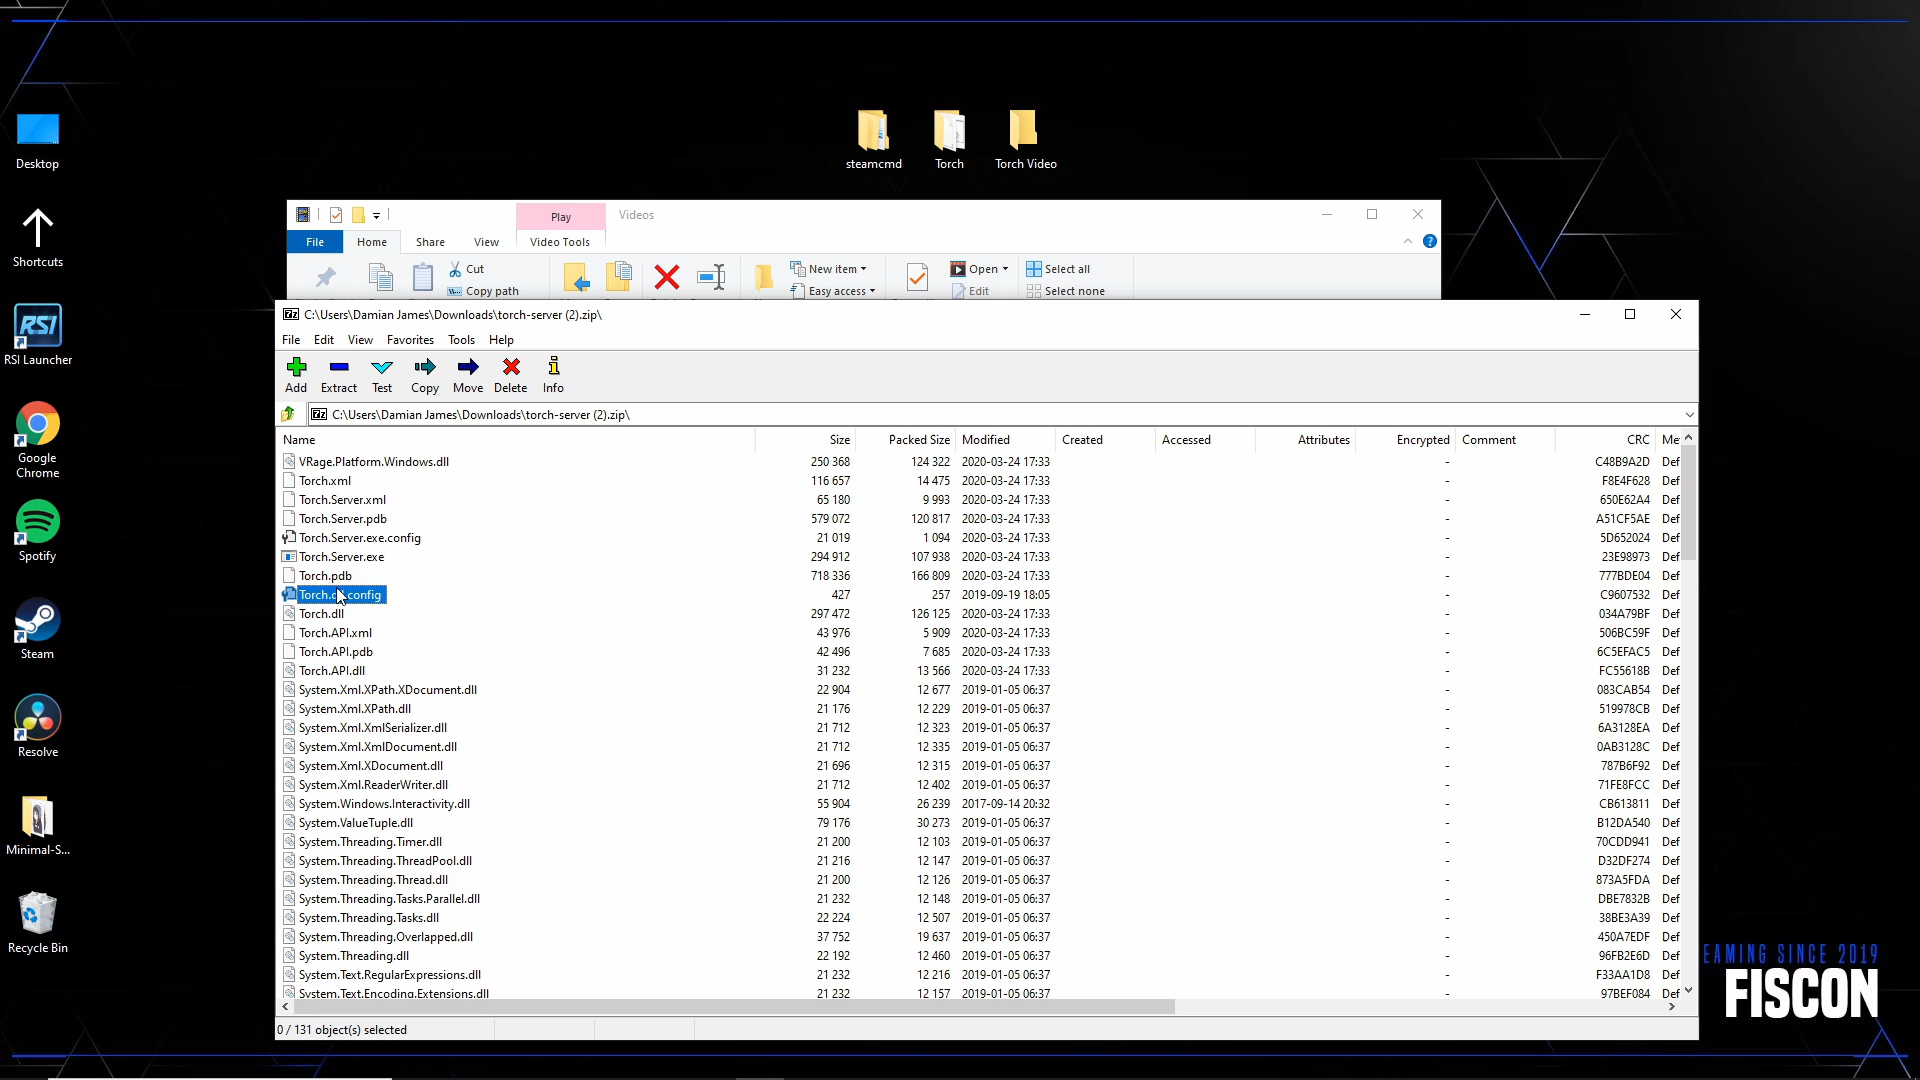 Desktop
Shortcuts
RSI
RSI Launcher
Google
Chrome
Spotify
Steam
Resolve
Minimal-S...
Recycle Bin
steamcmd
Torch
Torch Video
Play
Videos
File
Home
Share
View
Video Tools
Cut
Copy path
New item
Easy access
Open
Edit
Select all
Select none
C:\Users\Damian James\Downloads\torch-server (2).zip\
File Edit View Favorites Tools Help
Add Extract Test Copy Move Delete Info
C:\Users\Damian James\Downloads\torch-server (2).zip\
Name Size Packed Size Modified Created Accessed Attributes Encrypted Comment CRC Me
VRage.Platform.Windows.dll 250 368 124 322 2020-03-24 17:33 - C48B9A2D Def
Torch.xml 116 657 14 475 2020-03-24 17:33 - F8E4F628 Def
Torch.Server.xml 65 180 9 993 2020-03-24 17:33 - 650E62A4 Def
Torch.Server.pdb 579 072 120 817 2020-03-24 17:33 - A51CF5AE Def
Torch.Server.exe.config 21 019 1 094 2020-03-24 17:33 - 5D652024 Def
Torch.Server.exe 294 912 107 938 2020-03-24 17:33 - 23E98973 Def
Torch.pdb 718 336 166 809 2020-03-24 17:33 - 777BDE04 Def
427 257 2019-09-19 18:05 - C9607532 Def
Torch.dll 297 472 126 125 2020-03-24 17:33 - 034A79BF Def
Torch.API.xml 43 976 5 909 2020-03-24 17:33 - 506BC59F Def
Torch.API.pdb 42 496 7 685 2020-03-24 17:33 - 6C5EFAC5 Def
Torch.API.dll 31 232 13 566 2020-03-24 17:33 - FC55618B Def
System.Xml.XPath.XDocument.dll 22 904 12 677 2019-01-05 06:37 - 083CAB54 Def
System.Xml.XPath.dll 21 176 12 229 2019-01-05 06:37 - 519978CB Def
System.Xml.XmlSerializer.dll 21 712 12 323 2019-01-05 06:37 - 6A3128EA Def
System.Xml.XmlDocument.dll 21 712 12 335 2019-01-05 06:37 - 0AB3128C Def
System.Xml.XDocument.dll 21 696 12 315 2019-01-05 06:37 - 787B6F92 Def
System.Xml.ReaderWriter.dll 21 712 12 402 2019-01-05 06:37 - 71FE8FCC Def
System.Windows.Interactivity.dll 55 904 26 239 2017-09-14 20:32 - CB613811 Def
System.ValueTuple.dll 79 176 30 273 2019-01-05 06:37 - B12DA540 Def
System.Threading.Timer.dll 21 200 12 103 2019-01-05 06:37 - 70CDD941 Def
System.Threading.ThreadPool.dll 21 216 12 147 2019-01-05 06:37 - D32DF274 Def
System.Threading.Thread.dll 21 200 12 126 2019-01-05 06:37 - 873A5FDA Def
System.Threading.Tasks.Parallel.dll 21 232 12 148 2019-01-05 06:37 - DBE7832B Def
System.Threading.Tasks.dll 22 224 12 507 2019-01-05 06:37 - 38BE3A39 Def
System.Threading.Overlapped.dll 37 752 19 637 2019-01-05 06:37 - 450A7EDF Def
System.Threading.dll 22 192 12 460 2019-01-05 06:37 - 96FB2E6D Def
System.Text.RegularExpressions.dll 21 232 12 216 2019-01-05 06:37 - F33AA1D8 Def
System.Text.Encoding.Extensions.dll 21 232 12 157 2019-01-05 06:37 - 97BEF084 Def
0 / 131 object(s) selected
EAMING SINCE 2019
FISCON